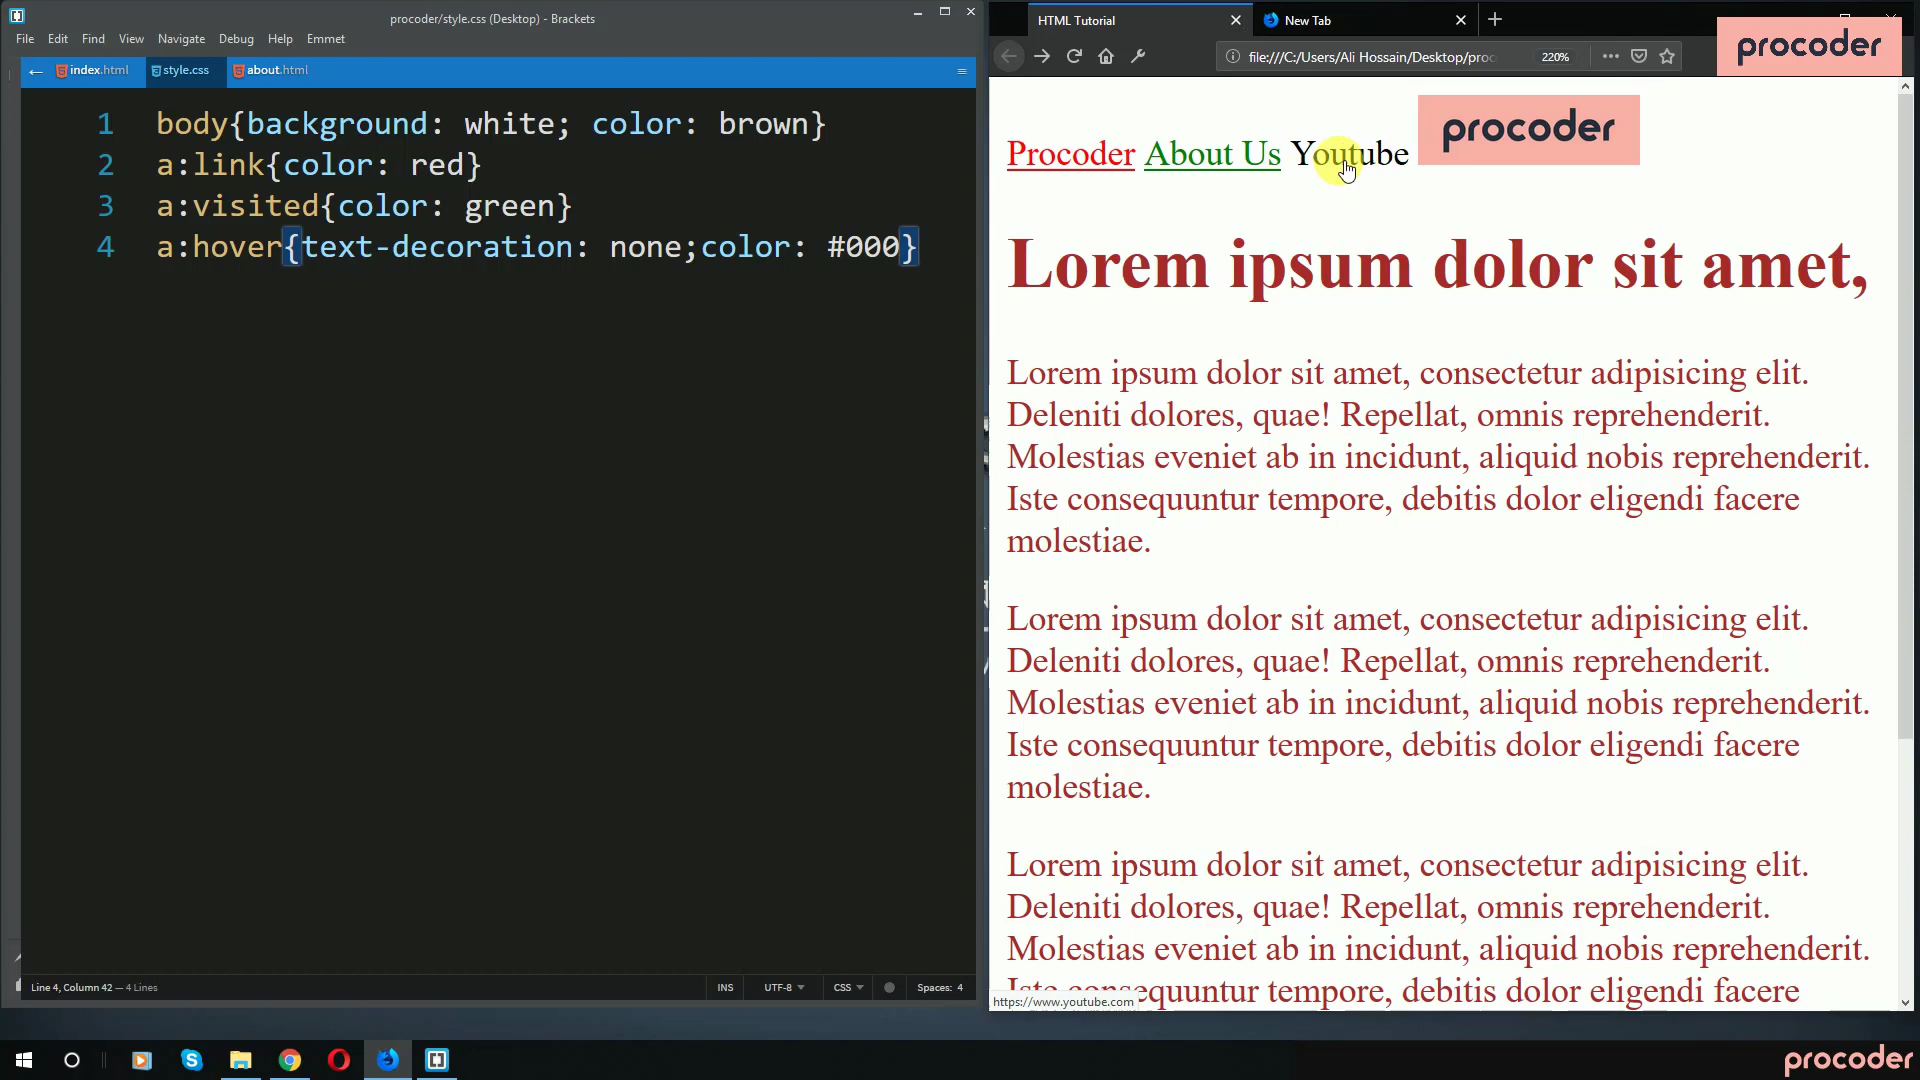 procoder/style.css (Desktop) - Brackets
File Edit Find View Navigate Debug Help Emmet
index.html style.css about.html
1 body{background: white; color: brown}
2 a:link{color: red}
3 a:visited{color: green}
4 a:hover{text-decoration: none;color: #000}
Line 4, Column 42 — 4 Lines
INS UTF-8 CSS Spaces: 4
HTML Tutorial New Tab
file:///C:/Users/Ali Hossain/Desktop/proc 220%
procoder
Procoder About Us Youtube procoder
Lorem ipsum dolor sit amet,
Lorem ipsum dolor sit amet, consectetur adipisicing elit.
Deleniti dolores, quae! Repellat, omnis reprehenderit.
Molestias eveniet ab in incidunt, aliquid nobis reprehenderit.
Iste consequuntur tempore, debitis dolor eligendi facere
molestiae.
Lorem ipsum dolor sit amet, consectetur adipisicing elit.
Deleniti dolores, quae! Repellat, omnis reprehenderit.
Molestias eveniet ab in incidunt, aliquid nobis reprehenderit.
Iste consequuntur tempore, debitis dolor eligendi facere
molestiae.
Lorem ipsum dolor sit amet, consectetur adipisicing elit.
Deleniti dolores, quae! Repellat, omnis reprehenderit.
Molestias eveniet ab in incidunt, aliquid nobis reprehenderit.
Iste consequuntur tempore, debitis dolor eligendi facere
https://www.youtube.com
procoder